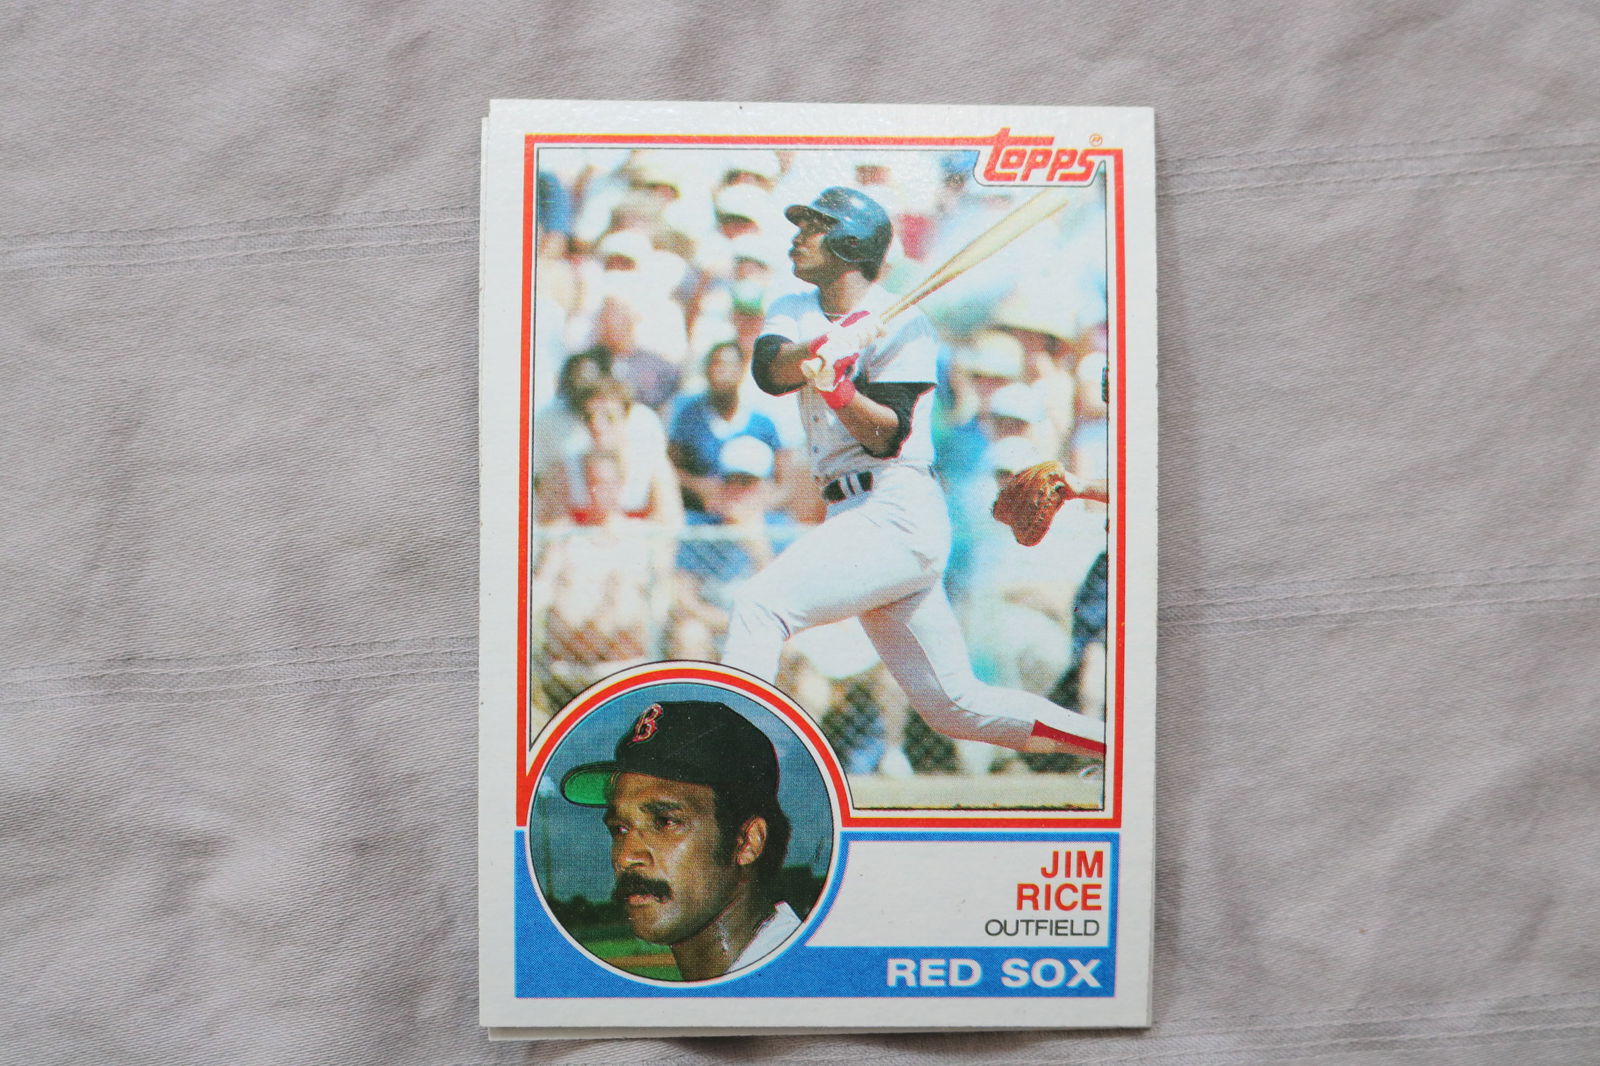 Topps
B
JIM
RICE
OUTFIELD
RED SOX